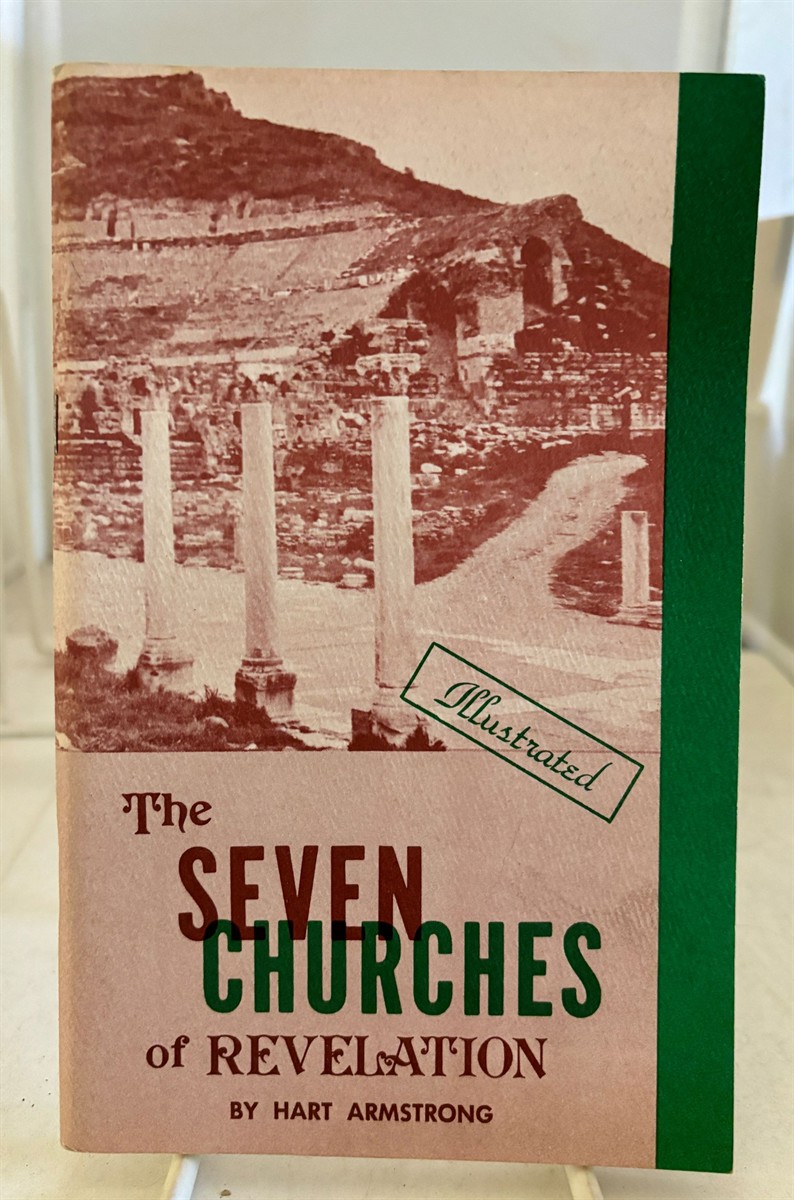 Illustrated
The
SEVEN
CHURCHES
of REVELATION
BY HART ARMSTRONG